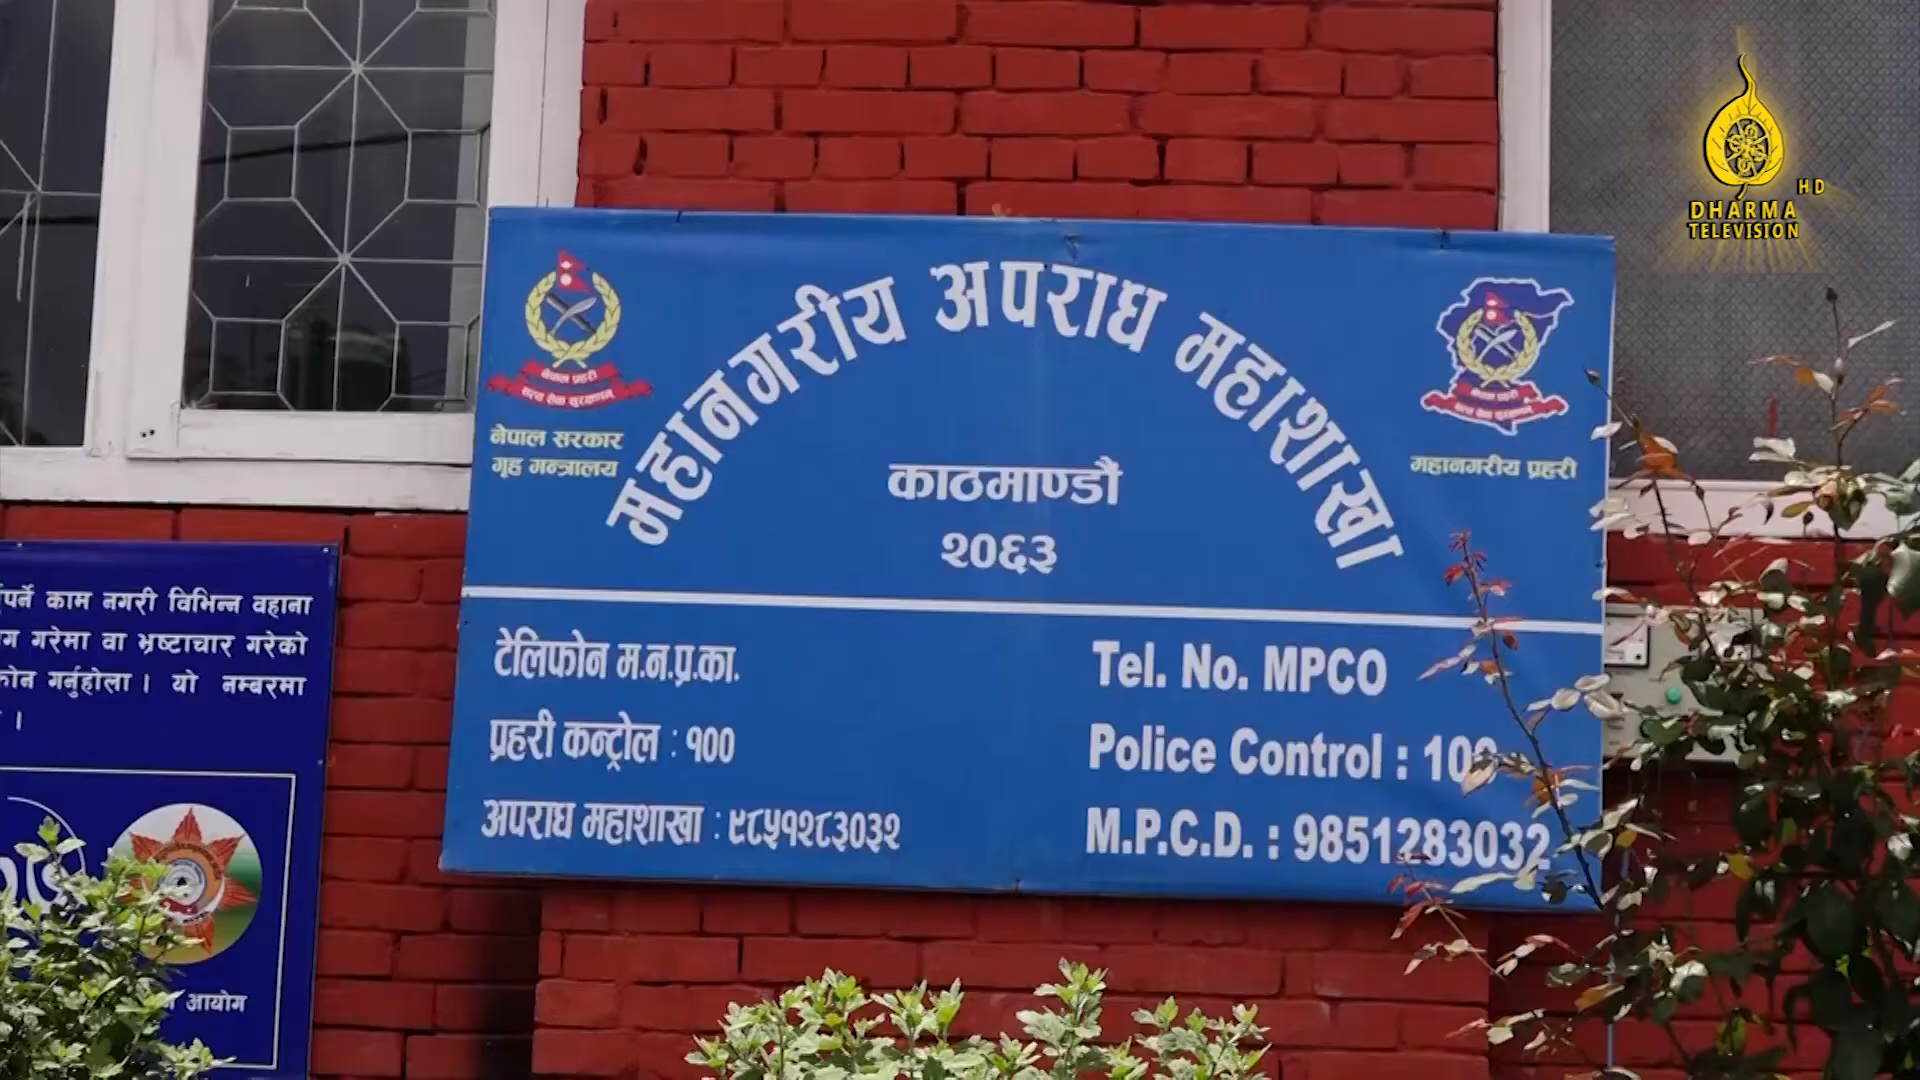 HD
DHARMA
TELEVISION
महानगरीय अपराध महाशाखा
नेपाल प्रहरी
नेपाल सरकार
गृह मन्त्रालय
महानगरीय प्रहरी
काठमाण्डौं
२०६३
टेलिफोन म.न.प्र.का.
प्रहरी कन्ट्रोल : १००
अपराध महाशाखा : ९८५१२८३०३२
Tel. No. MPCO
Police Control : 100
M.P.C.D. : 9851283032
काम नगरी विभिन्न वहाना
गरेमा वा भ्रष्टाचार गरेको
गर्नुहोला । यो नम्बरमा
।
आयोग